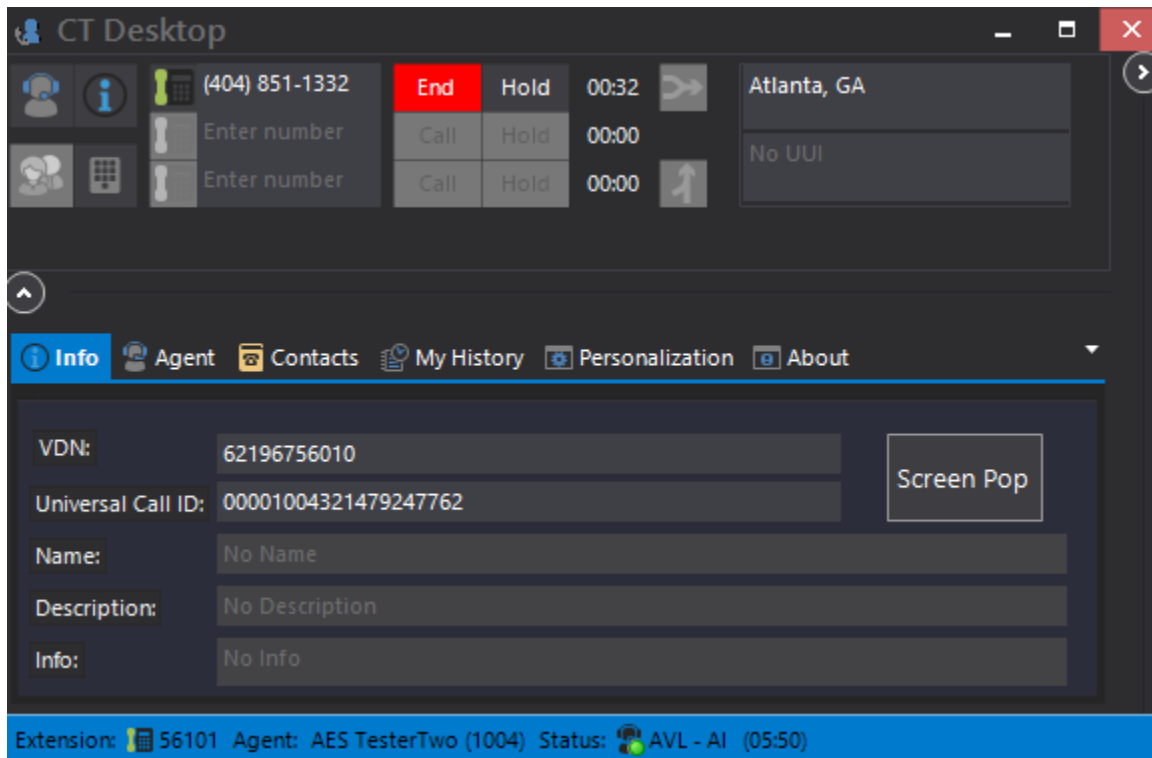 CT Desktop
(404) 851-1332 End Hold 00:32 Atlanta, GA
Enter number Call Hold 00:00
No UUI
Enter number Call Hold 00:00
Info Agent Contacts My History Personalization About
VDN: 62196756010
Screen Pop
Universal Call ID: 00001004321479247762
Name: No Name
Description: No Description
Info: No Info
Extension: 56101 Agent: AES TesterTwo (1004) Status: AVL - AI (05:50)